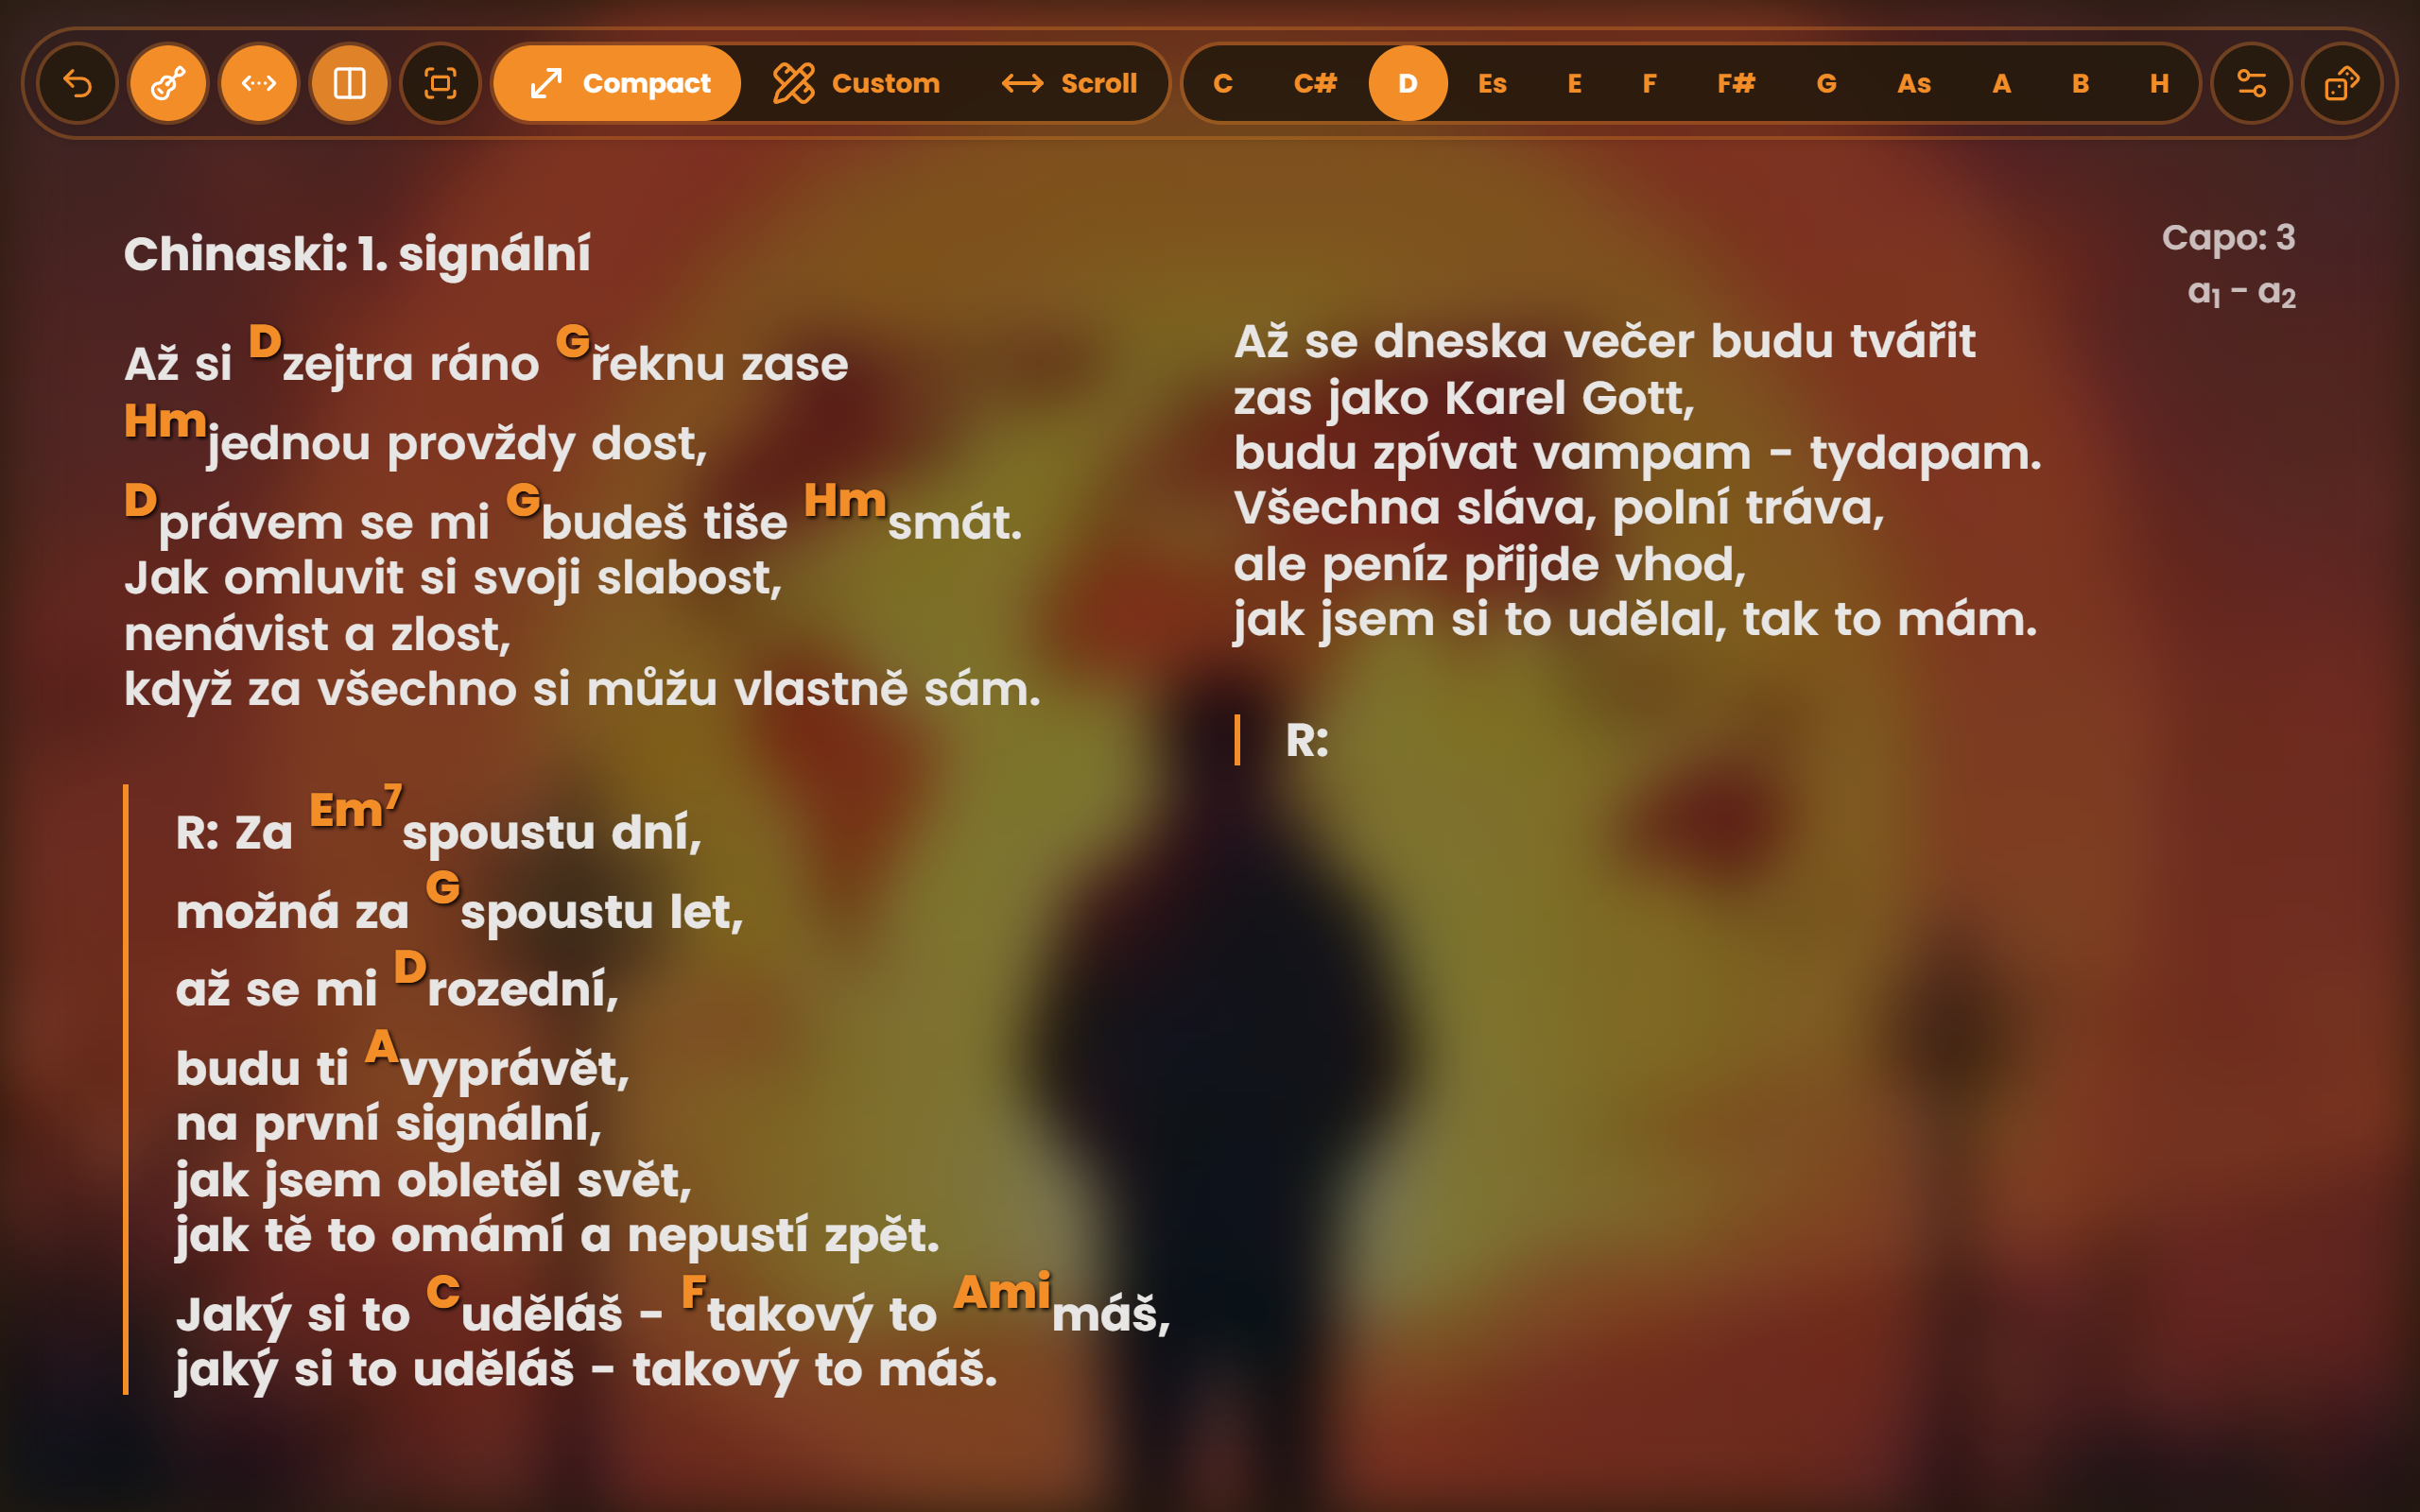 Compact Custom Scroll C C# D Es E F F# G As A B H
Chinaski: 1. signální
Capo: 3
a₁ – a₂
Až si Dzejtra ráno Gřeknu zase
Hmjednou provždy dost,
Dprávem se mi Gbudeš tiše Hmsmát.
Jak omluvit si svoji slabost,
nenávist a zlost,
když za všechno si můžu vlastně sám.
R: Za Em⁷spoustu dní,
možná za Gspoustu let,
až se mi Drozední,
budu ti Avyprávět,
na první signální,
jak jsem obletěl svět,
jak tě to omámí a nepustí zpět.
Jaký si to Cuděláš – Ftakový to Amimáš,
jaký si to uděláš – takový to máš.
Až se dneska večer budu tvářit
zas jako Karel Gott,
budu zpívat vampam – tydapam.
Všechna sláva, polní tráva,
ale peníz přijde vhod,
jak jsem si to udělal, tak to mám.
R: